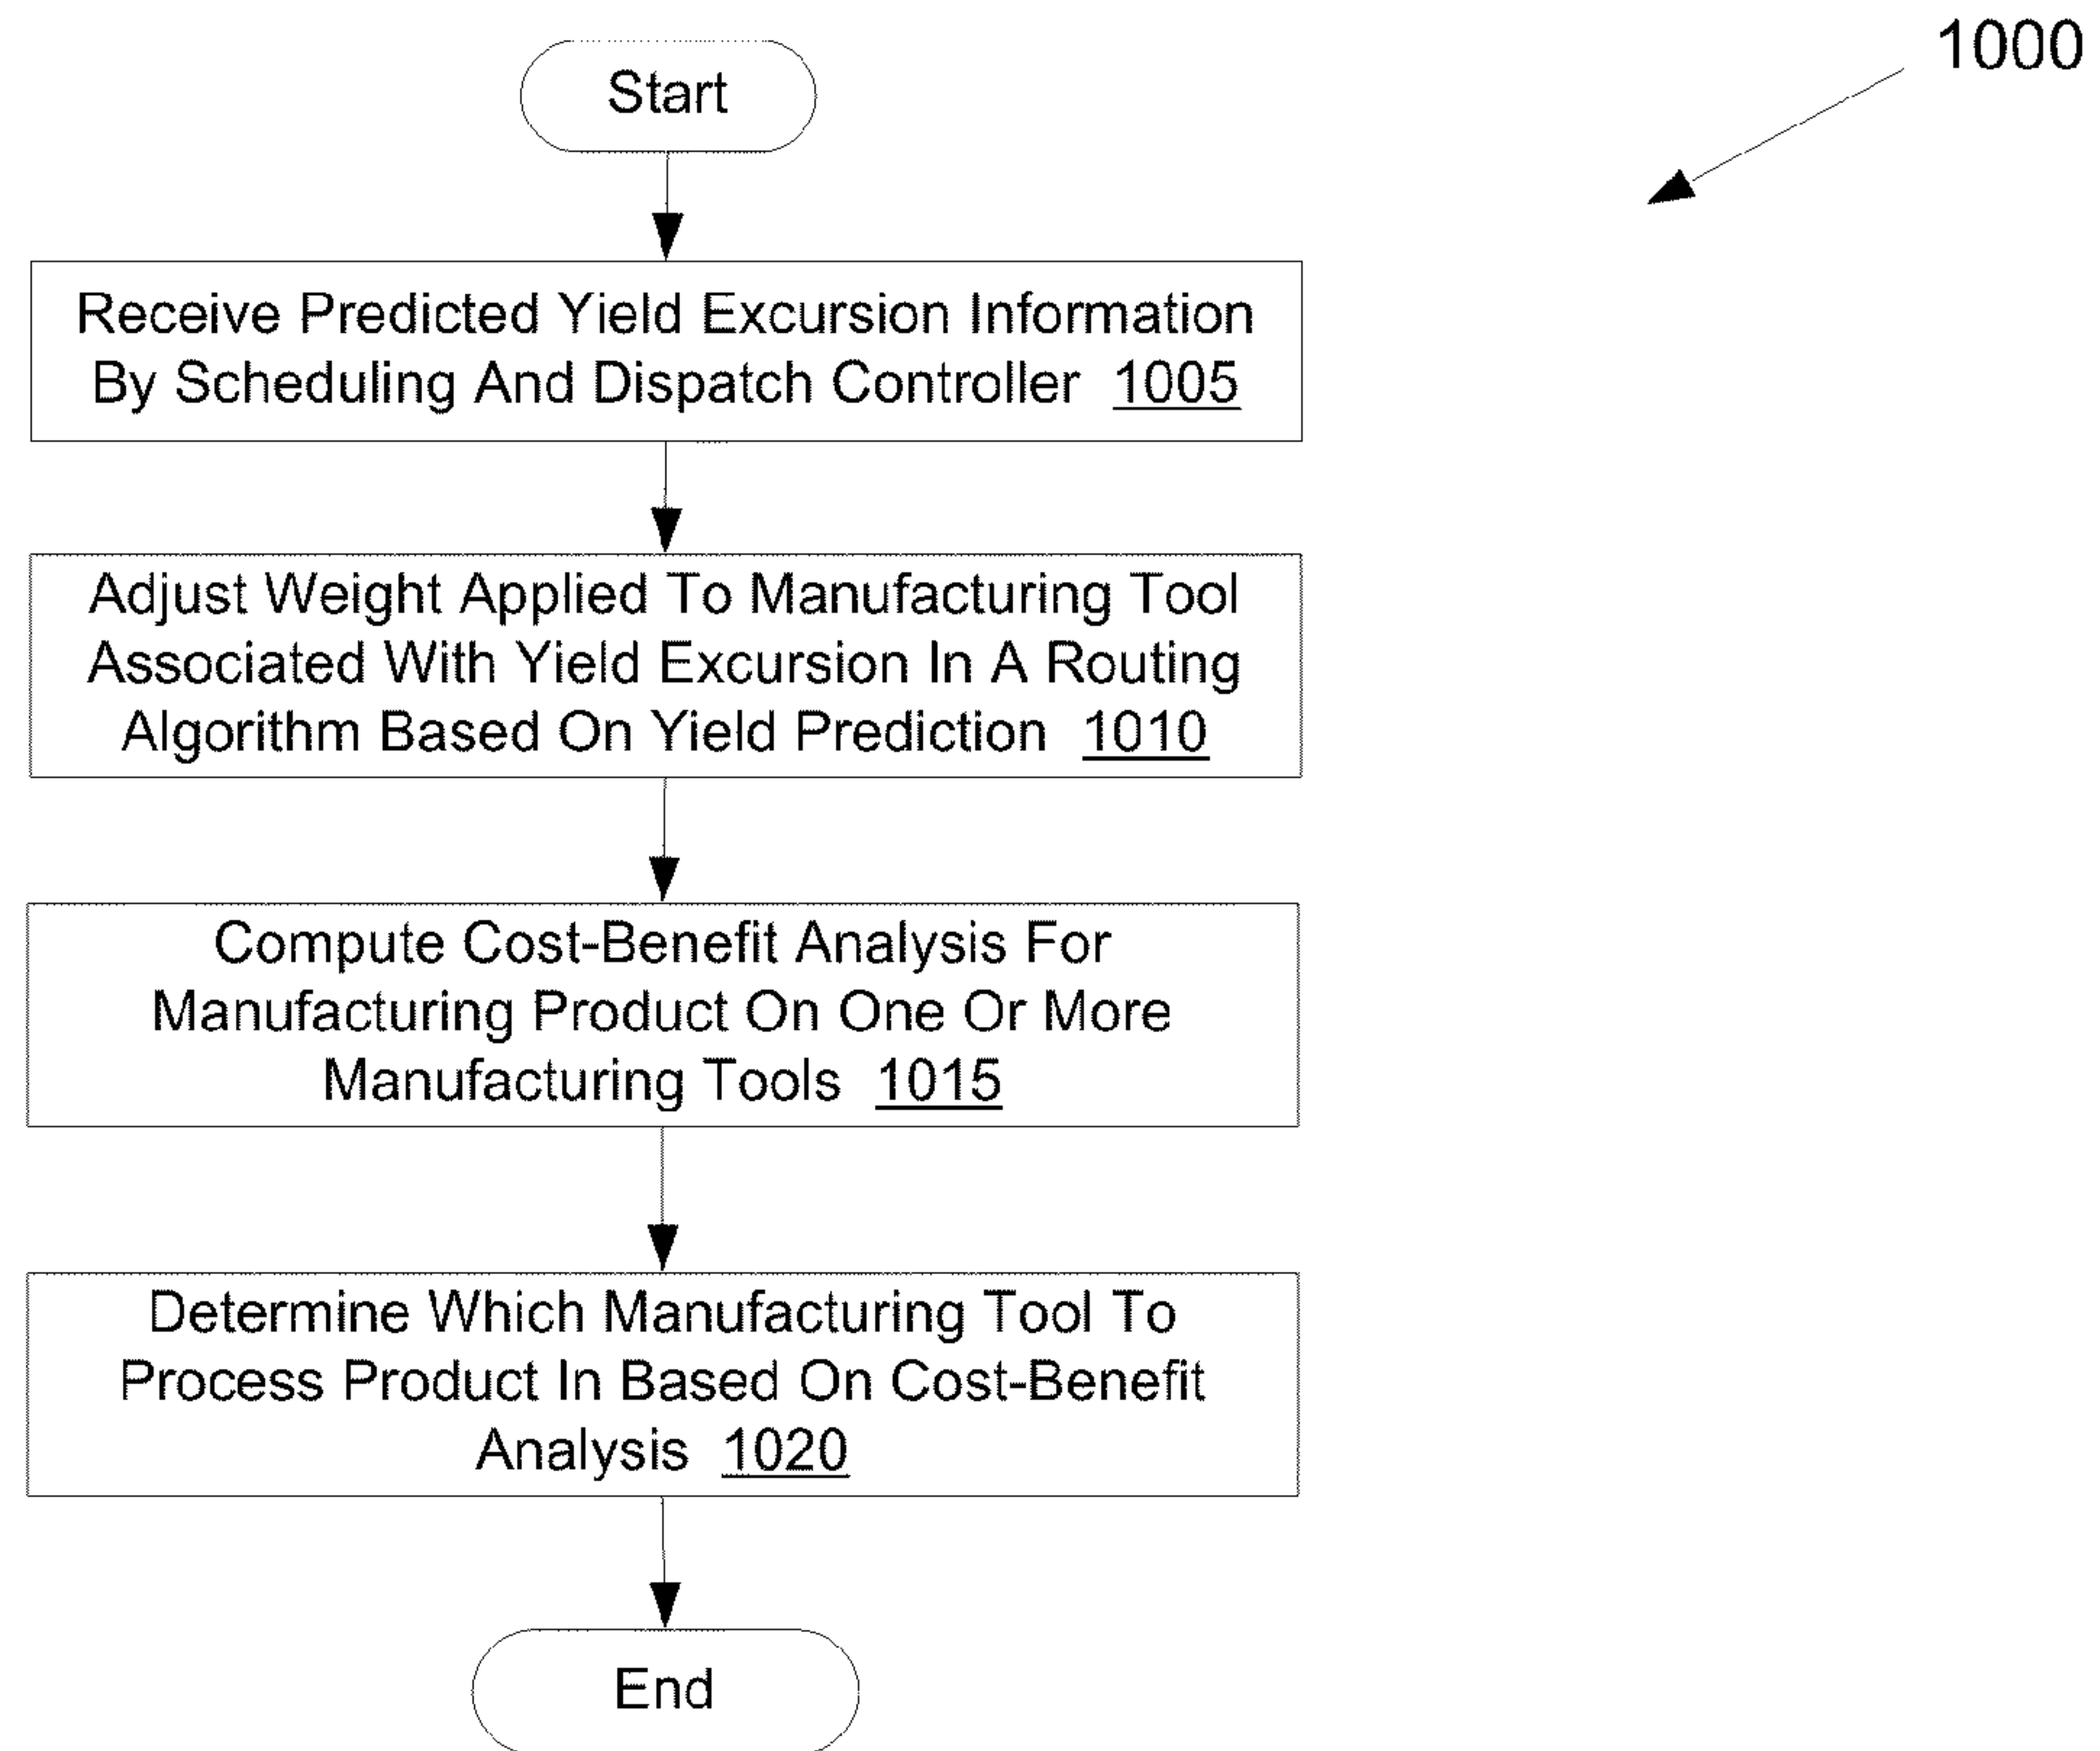 1000
Start
Receive Predicted Yield Excursion Information
By Scheduling And Dispatch Controller 1005
Adjust Weight Applied To Manufacturing Tool
Associated With Yield Excursion In A Routing
Algorithm Based On Yield Prediction 1010
Compute Cost-Benefit Analysis For
Manufacturing Product On One Or More
Manufacturing Tools 1015
Determine Which Manufacturing Tool To
Process Product In Based On Cost-Benefit
Analysis 1020
End